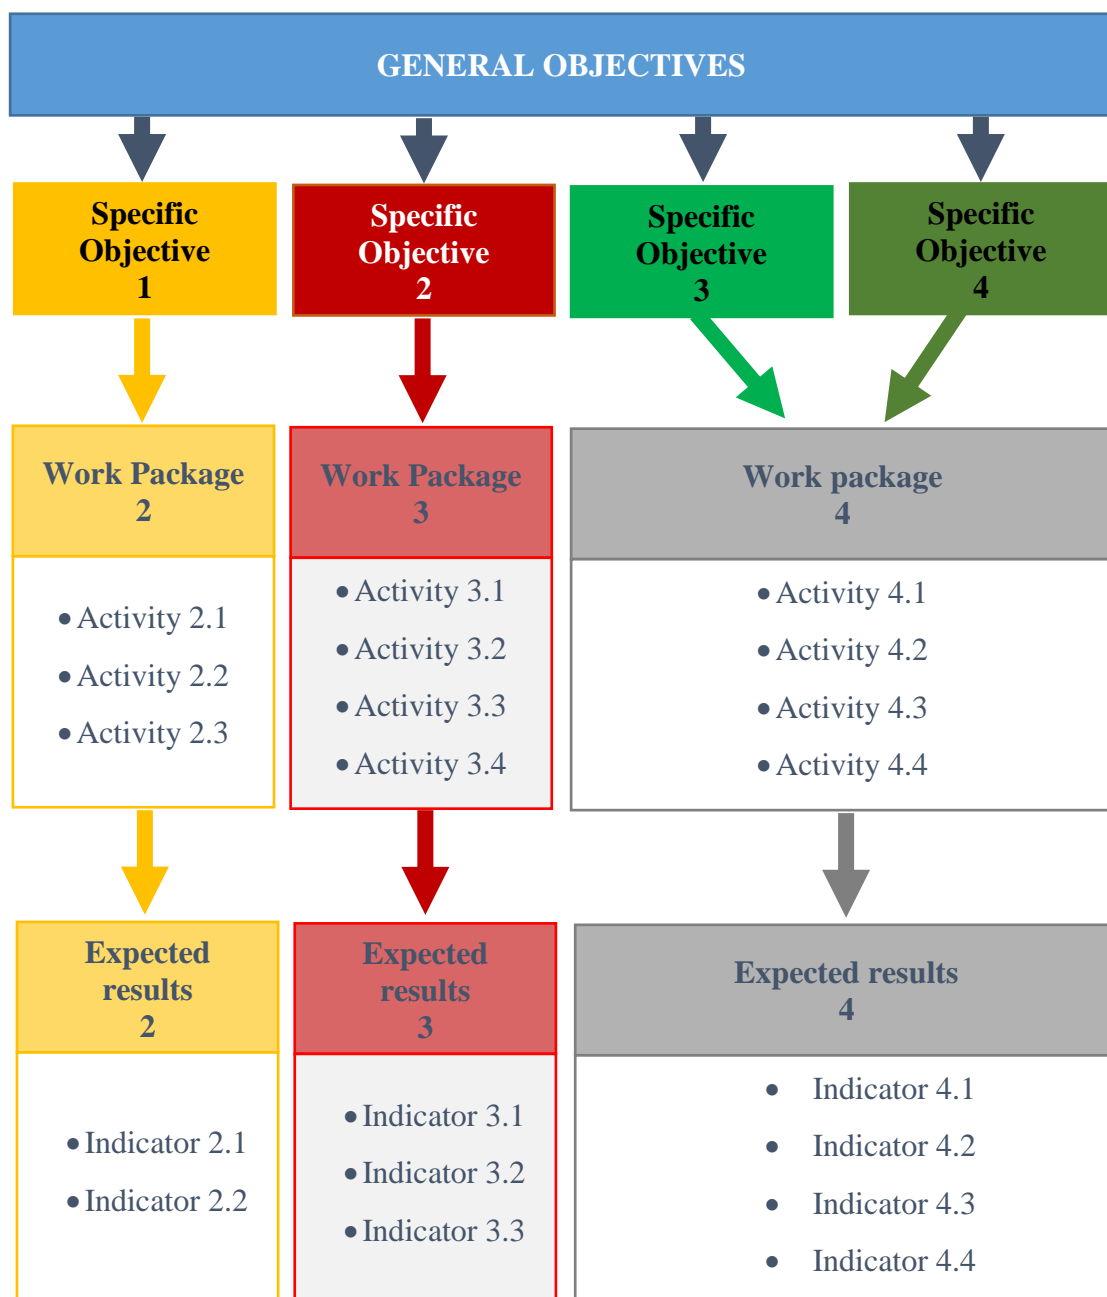 GENERAL OBJECTIVES
Specific
Objective
1
Specific
Objective
2
Specific
Objective
3
Specific
Objective
4
Work Package
2
• Activity 2.1
• Activity 2.2
• Activity 2.3
Work Package
3
• Activity 3.1
• Activity 3.2
• Activity 3.3
• Activity 3.4
Work package
4
• Activity 4.1
• Activity 4.2
• Activity 4.3
• Activity 4.4
Expected
results
2
• Indicator 2.1
• Indicator 2.2
Expected
results
3
• Indicator 3.1
• Indicator 3.2
• Indicator 3.3
Expected results
4
• Indicator 4.1
• Indicator 4.2
• Indicator 4.3
• Indicator 4.4